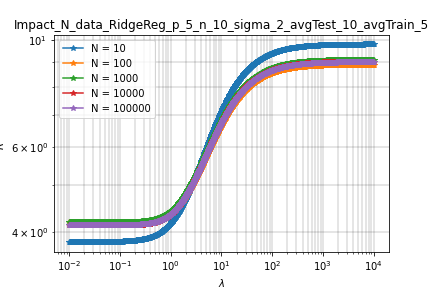 Impact_N_data_RidgeReg_p_5_n_10_sigma_2_avgTest_10_avgTrain_5
10¹
N = 10
N = 100
N = 1000
N = 10000
N = 100000
6 × 10⁰
4 × 10⁰
10⁻² 10⁻¹ 10⁰ 10¹ 10² 10³ 10⁴
λ